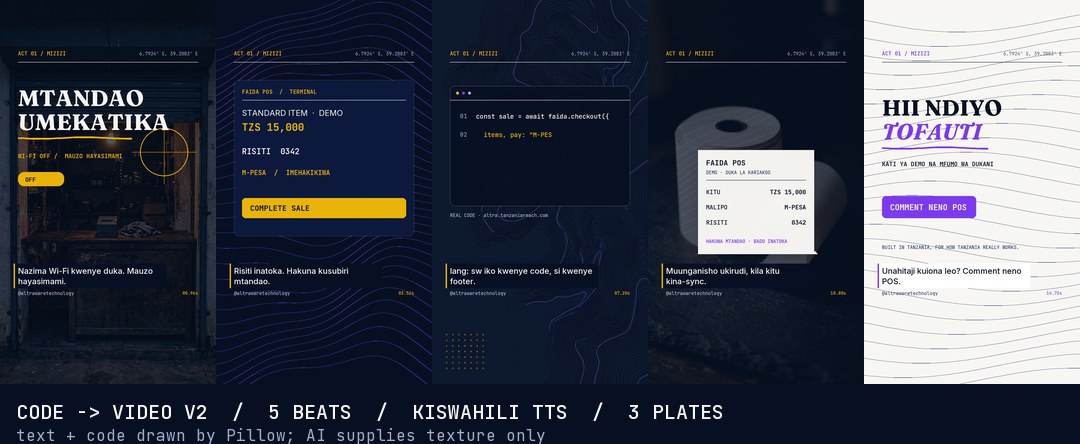 ACT 01 / MIZIZI
6.7924° S, 39.2083° E
MTANDAO
UMEKATIKA
WI-FI OFF / MAUZO HAYASIMAMI
OFF
Nazima Wi-Fi kwenye duka. Mauzo
hayasimami.
@altrawaretechnology
00.96s
ACT 01 / MIZIZI
6.7924° S, 39.2083° E
FAIDA POS / TERMINAL
STANDARD ITEM · DEMO
TZS 15,000
RISITI 0342
M-PESA / IMEHAKIKIWA
COMPLETE SALE
Risiti inatoka. Hakuna kusubiri
mtandao.
@altrawaretechnology
ACT 01 / MIZIZI
6.7924° S, 39.2083° E
01 const sale = await faida.checkout({
02 items, pay: "M-PES
REAL CODE · altra.tanzaniareach.com
lang: sw iko kwenye code, si kwenye
footer.
@altrawaretechnology
07.20s
ACT 01 / MIZIZI
6.7924° S, 39.2083° E
FAIDA POS
DEMO · DUKA LA KARIAKOO
KITU TZS 15,000
MALIPO M-PESA
RISITI 0342
HAKUNA MTANDAO · BADO INATOKA
Muunganisho ukirudi, kila kitu
kina-sync.
@altrawaretechnology
10.80s
ACT 01 / MIZIZI
6.7924° S, 39.2083° E
HII NDIYO
TOFAUTI
KATI YA DEMO NA MFUMO WA DUKANI
COMMENT NENO POS
BUILT IN TANZANIA, FOR HOW TANZANIA REALLY WORKS.
Unahitaji kuiona leo? Comment neno
POS.
@altrawaretechnology
14.72s
CODE -> VIDEO V2 / 5 BEATS / KISWAHILI TTS / 3 PLATES
text + code drawn by Pillow; AI supplies texture only